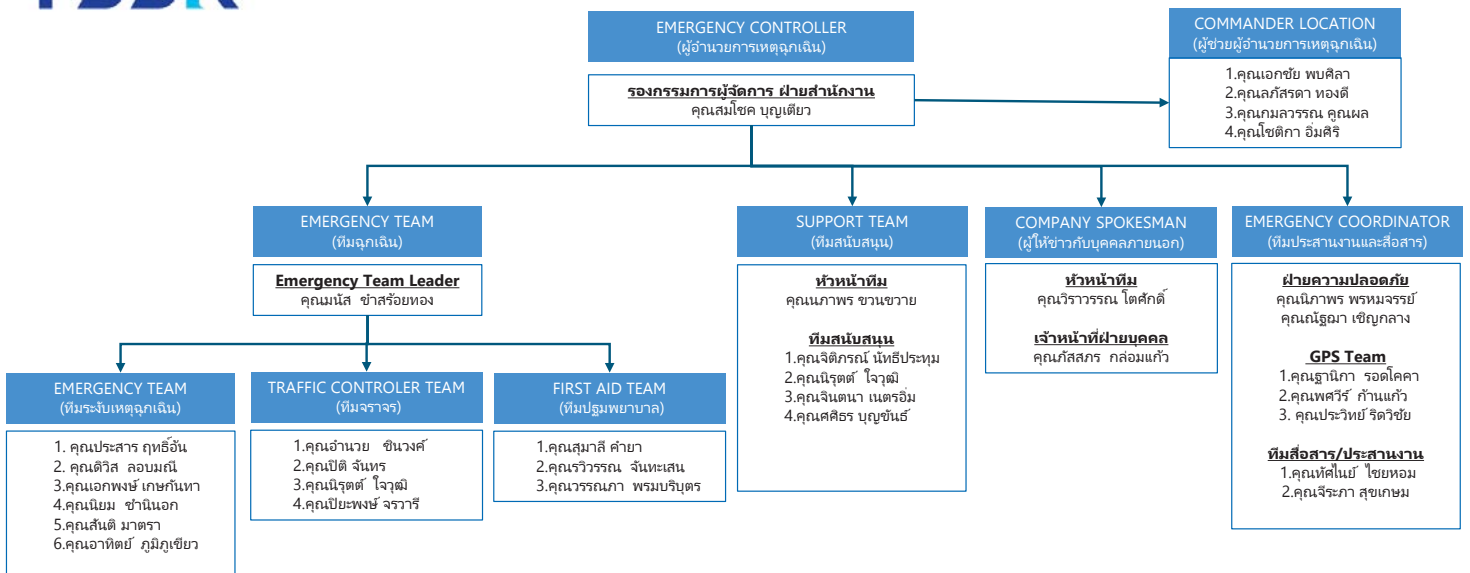 EMERGENCY CONTROLLER
(ผู้อำนวยการเหตุฉุกเฉิน)
รองกรรมการผู้จัดการ ฝ่ายสำนักงาน
คุณสมโชค บุญเตียว
COMMANDER LOCATION
(ผู้ช่วยผู้อำนวยการเหตุฉุกเฉิน)
1.คุณเอกชัย พบศิลา
2.คุณลภัสรดา ทองดี
3.คุณกมลวรรณ คูณผล
4.คุณโชติกา อิ่มศิริ
EMERGENCY TEAM
(ทีมฉุกเฉิน)
Emergency Team Leader
คุณมนัส ขำสร้อยทอง
EMERGENCY TEAM
(ทีมระงับเหตุฉุกเฉิน)
1. คุณประสาร ฤทธิ์อ้น
2. คุณดิวิส ลอบมณี
3.คุณเอกพงษ์ เกษกันทา
4.คุณนิยม ชำนินอก
5.คุณสันติ มาตรา
6.คุณอาทิตย์ ภูมิภูเขียว
TRAFFIC CONTROLER TEAM
(ทีมจราจร)
1.คุณอำนวย ชินวงค์
2.คุณปิติ จันทร
3.คุณนิรุตต์ ใจวุฒิ
4.คุณปิยะพงษ์ จรวารี
FIRST AID TEAM
(ทีมปฐมพยาบาล)
1.คุณสุมาลี คำยา
2.คุณรวิวรรณ จันทะเสน
3.คุณวรรณภา พรมบริบุตร
SUPPORT TEAM
(ทีมสนับสนุน)
หัวหน้าทีม
คุณนภาพร ขวนขวาย
ทีมสนับสนุน
1.คุณจิติภรณ์ นัทธีประทุม
2.คุณนิรุตต์ ใจวุฒิ
3.คุณจินตนา เนตรอิ่ม
4.คุณศศิธร บุญขันธ์
COMPANY SPOKESMAN
(ผู้ให้ข่าวกับบุคคลภายนอก)
หัวหน้าทีม
คุณวิราวรรณ โตศักดิ์
เจ้าหน้าที่ฝ่ายบุคคล
คุณภัสสภร กล่อมแก้ว
EMERGENCY COORDINATOR
(ทีมประสานงานและสื่อสาร)
ฝ่ายความปลอดภัย
คุณนิภาพร พรหมจรรย์
คุณณัฐฌา เชิญกลาง
GPS Team
1.คุณฐานิกา รอดโคคา
2.คุณพศวีร์ ก้านแก้ว
3. คุณประวิทย์ ริดวิชัย
ทีมสื่อสาร/ประสานงาน
1.คุณทัศไนย์ ไชยหอม
2.คุณจีระภา สุขเกษม